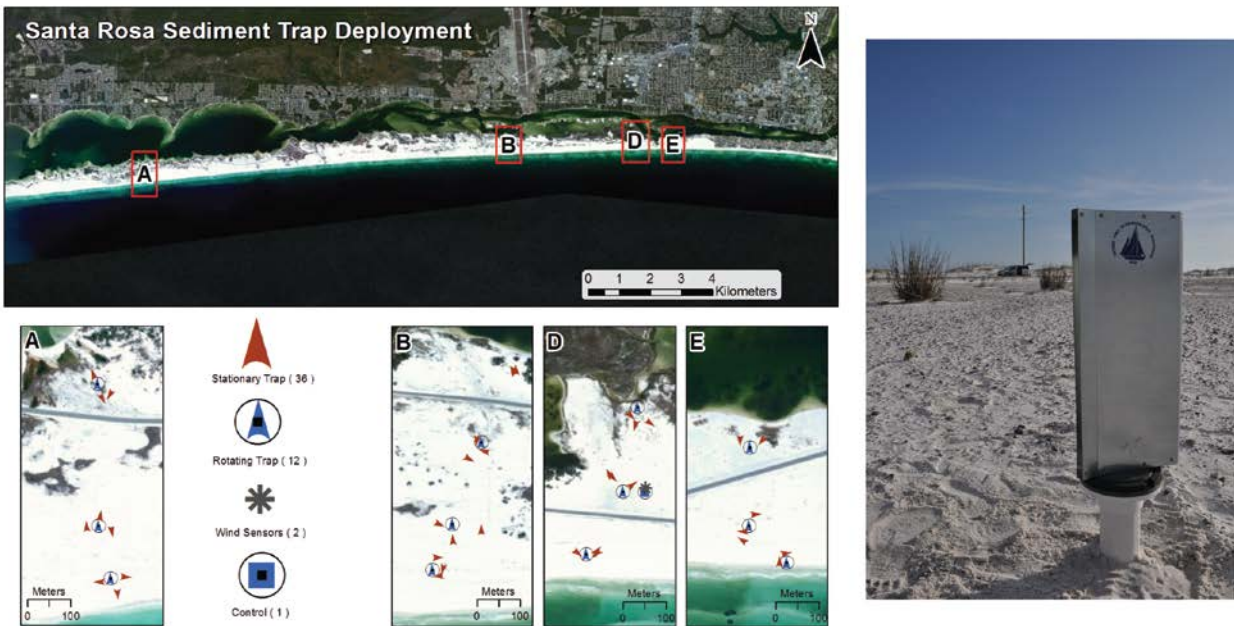 Santa Rosa Sediment Trap Deployment
N
A
B
D
E
0 1 2 3 4
Kilometers
A
Stationary Trap ( 36 )
Rotating Trap ( 12 )
Wind Sensors ( 2 )
Control ( 1 )
Meters
0 100
B
Meters
0 100
D
Meters
0 100
E
Meters
0 100